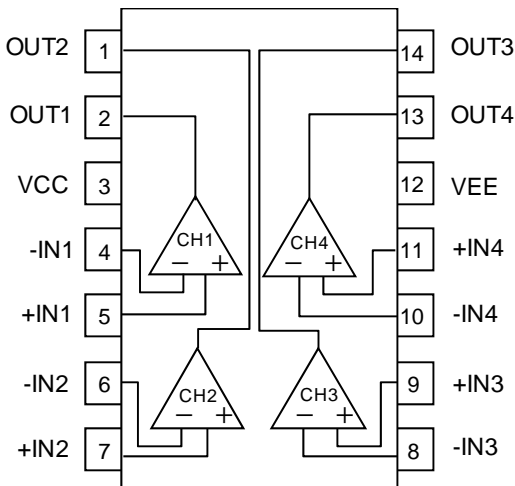 OUT2 1 14 OUT3
OUT1 2 13 OUT4
VCC 3 12 VEE
CH1 CH4
-IN1 4 − + − + 11 +IN4
+IN1 5 10 -IN4
-IN2 6 9 +IN3
CH2 CH3
− + − +
+IN2 7 8 -IN3